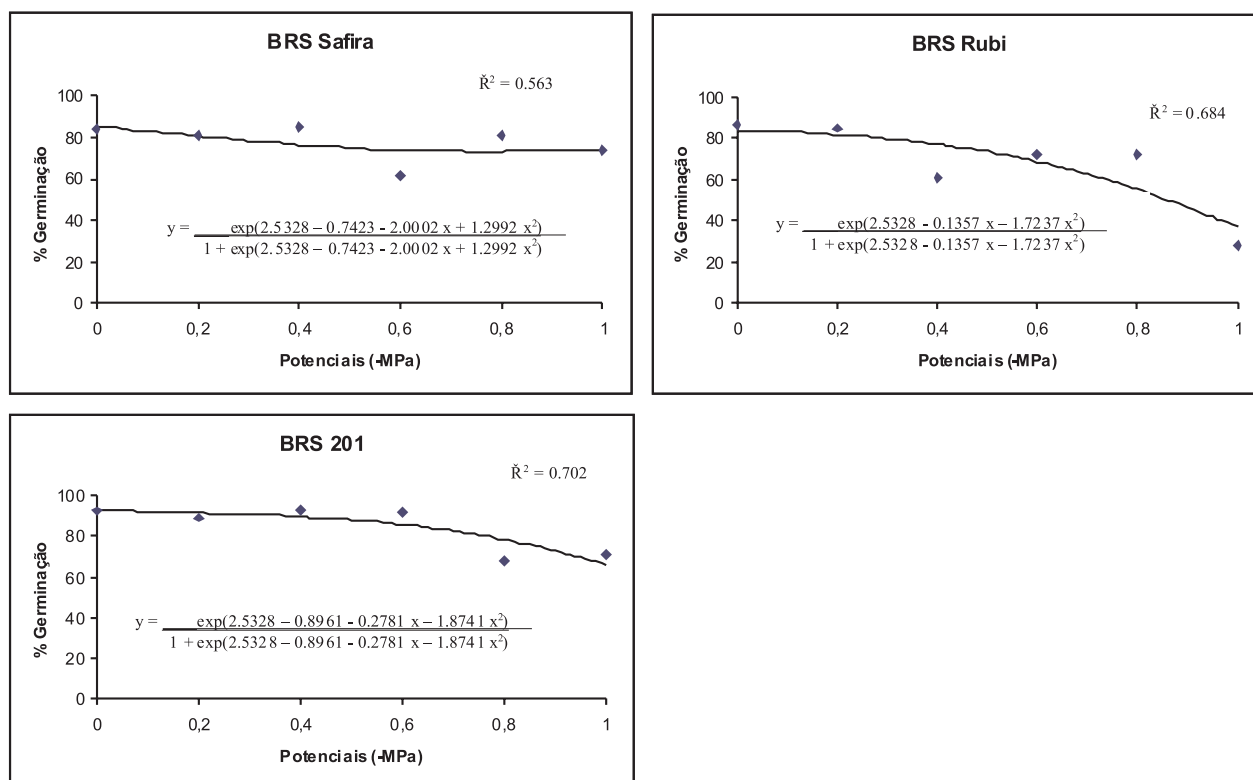 BRS Safira
Ř² = 0.563
% Germinação
100
80
60
40
20
0
y = exp(2.5328 – 0.7423 - 2.0002 x + 1.2992 x²)
1 + exp(2.5328 – 0.7423 - 2.0002 x + 1.2992 x²)
0 0,2 0,4 0,6 0,8 1
Potenciais (-MPa)
BRS Rubi
Ř² = 0.684
% Germinação
100
80
60
40
20
0
y = exp(2.5328 - 0.1357 x – 1.7237 x²)
1 + exp(2.5328 - 0.1357 x – 1.7237 x²)
0 0,2 0,4 0,6 0,8 1
Potenciais (-MPa)
BRS 201
Ř² = 0.702
% Germinação
100
80
60
40
20
0
y = exp(2.5328 – 0.8961 - 0.2781 x – 1.8741 x²)
1 + exp(2.5328 – 0.8961 - 0.2781 x – 1.8741 x²)
0 0,2 0,4 0,6 0,8 1
Potenciais (-MPa)